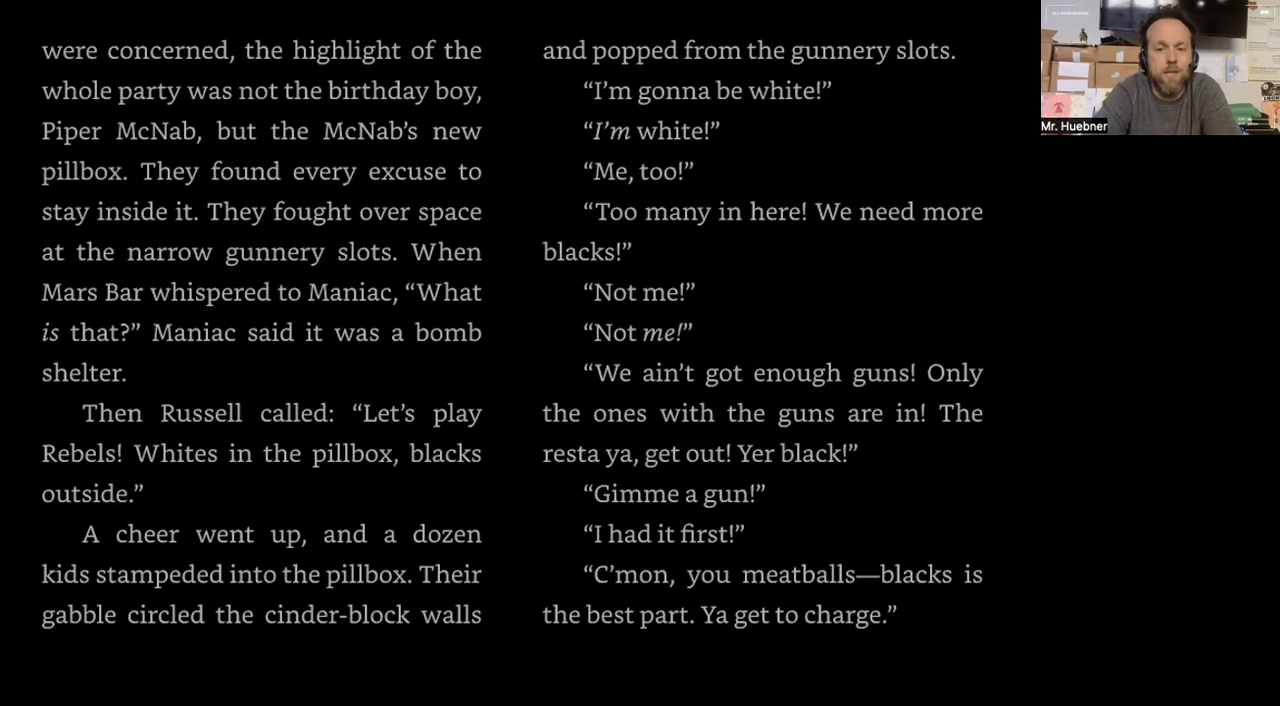 were concerned, the highlight of the
whole party was not the birthday boy,
Piper McNab, but the McNab’s new
pillbox. They found every excuse to
stay inside it. They fought over space
at the narrow gunnery slots. When
Mars Bar whispered to Maniac, “What
is that?” Maniac said it was a bomb
shelter.
Then Russell called: “Let’s play
Rebels! Whites in the pillbox, blacks
outside.”
A cheer went up, and a dozen
kids stampeded into the pillbox. Their
gabble circled the cinder-block walls
and popped from the gunnery slots.
“I’m gonna be white!”
“I’m white!”
“Me, too!”
“Too many in here! We need more
blacks!”
“Not me!”
“Not me!”
“We ain’t got enough guns! Only
the ones with the guns are in! The
resta ya, get out! Yer black!”
“Gimme a gun!”
“I had it first!”
“C’mon, you meatballs—blacks is
the best part. Ya get to charge.”
Mr. Huebner